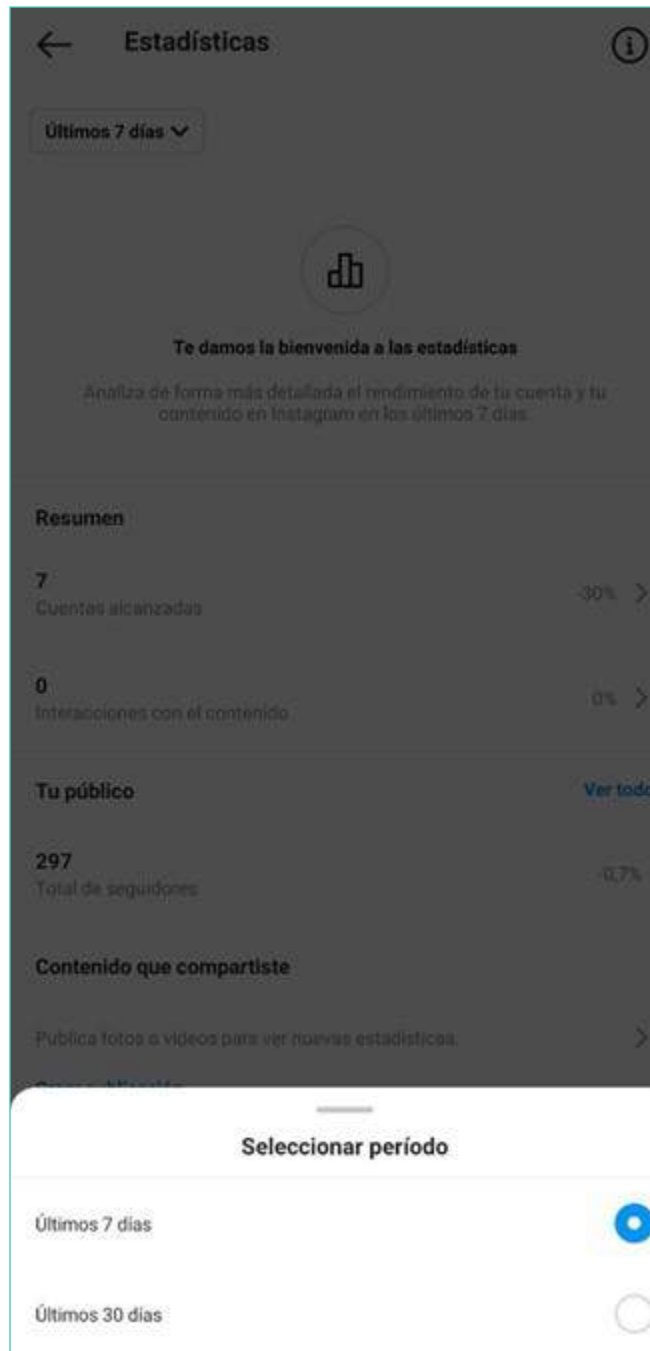 Estadísticas
Últimos 7 días
Te damos la bienvenida a las estadísticas
Analiza de forma más detallada el rendimiento de tu cuenta y tu
contenido en Instagram en los últimos 7 días.
Resumen
7
Cuentas alcanzadas
-30%
0
Interacciones con el contenido
0%
Tu público
Ver todo
297
Total de seguidores
-0,7%
Contenido que compartiste
Publica fotos o videos para ver nuevas estadísticas.
Seleccionar período
Últimos 7 días
Últimos 30 días